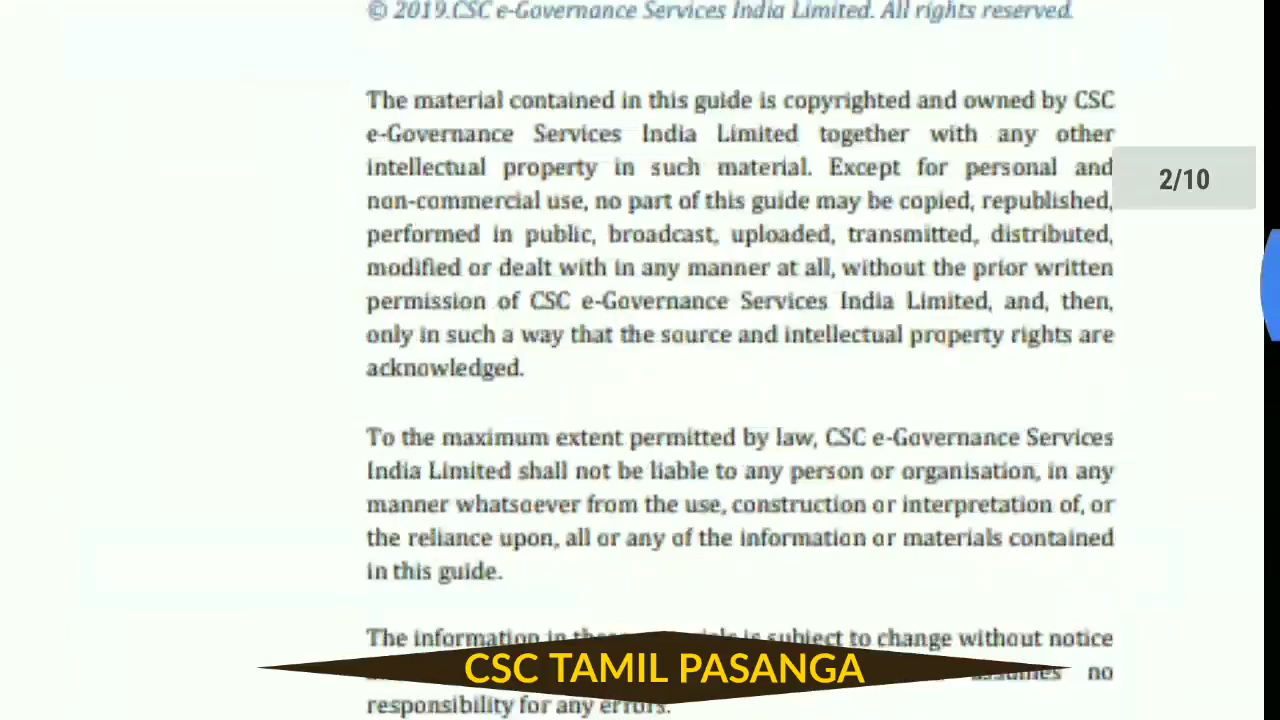 © 2019.CSC e-Governance Services India Limited. All rights reserved.
The material contained in this guide is copyrighted and owned by CSC
e-Governance Services India Limited together with any other
intellectual property in such material. Except for personal and
2/10
non-commercial use, no part of this guide may be copied, republished,
performed in public, broadcast, uploaded, transmitted, distributed,
modified or dealt with in any manner at all, without the prior written
permission of CSC e-Governance Services India Limited, and, then,
only in such a way that the source and intellectual property rights are
acknowledged.
To the maximum extent permitted by law, CSC e-Governance Services
India Limited shall not be liable to any person or organisation, in any
manner whatsoever from the use, construction or interpretation of, or
the reliance upon, all or any of the information or materials contained
in this guide.
The information in is subject to change without notice
CSC TAMIL PASANGA
assumes no
responsibility for any errors.